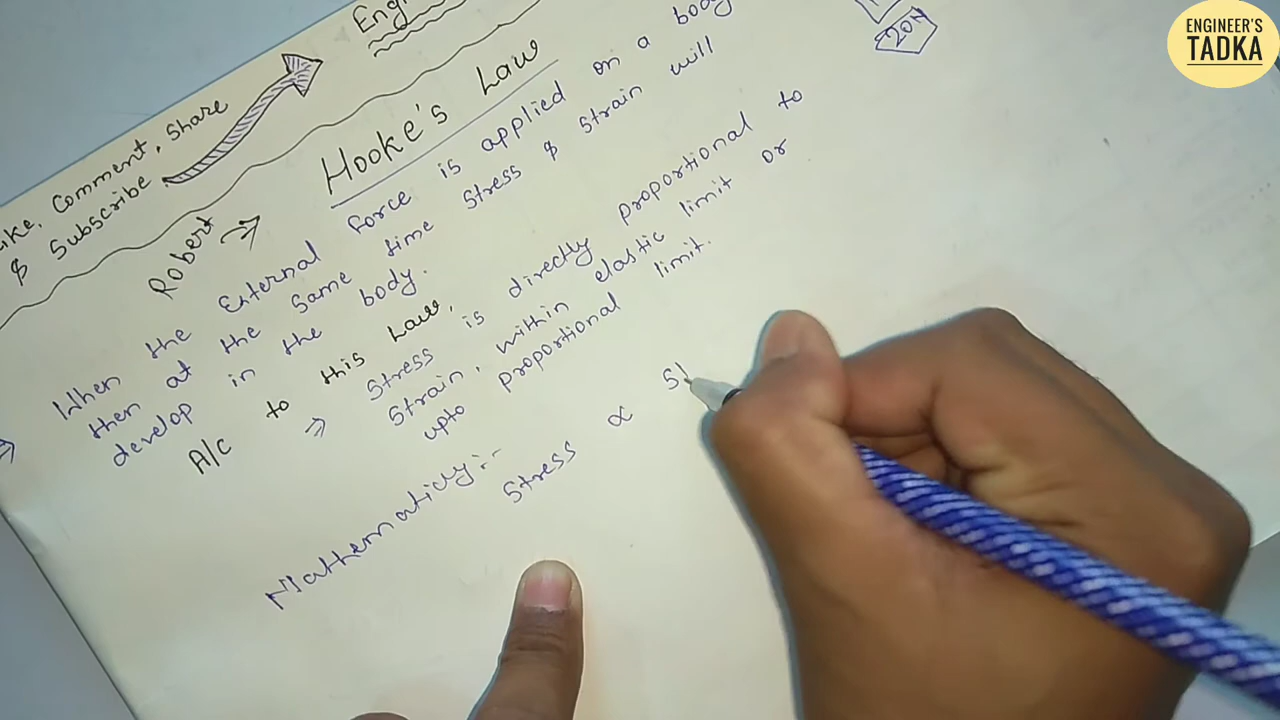 ENGINEER'S
TADKA
Like, Comment, Share
& Subscribe
20N
Hooke's Law
Robert ⇒
⇒ When the External force is applied on a body
then at the same time stress & strain will
develop in the body.
A/C to this Law,
⇒ Stress is directly proportional to
Strain, within elastic limit or
upto proportional limit.
Mathematicy:-
Stress ∝ St